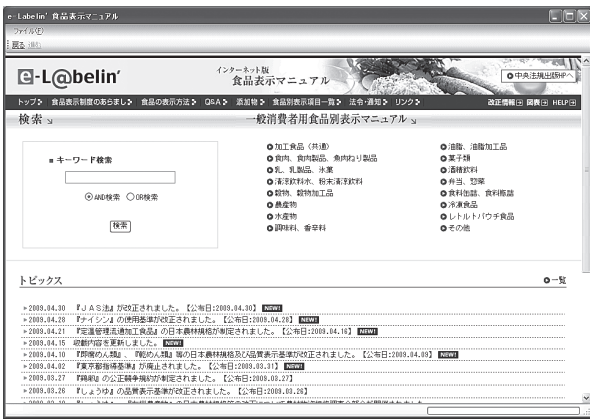 e-Labelin' 食品表示マニュアル
ファイル(F)
戻る 進む
e-L@belin'
インターネット版
食品表示マニュアル
中央法規出版HPへ
トップ 食品表示制度のあらまし 食品の表示方法 Q&A 添加物 食品別表示項目一覧 法令・通知 リンク 改正情報 図表 HELP
検索
一般消費者用食品別表示マニュアル
■ キーワード検索
AND検索 OR検索
検索
加工食品（共通）
食肉、食肉製品、魚肉ねり製品
乳、乳製品、氷菓
清涼飲料水、粉末清涼飲料
穀物、穀物加工品
農産物
水産物
調味料、香辛料
油脂、油脂加工品
菓子類
酒精飲料
弁当、惣菜
食料缶詰、食料瓶詰
冷凍食品
レトルトパウチ食品
その他
トピックス
一覧
2009.04.30 『ＪＡＳ法』が改正されました。【公布日:2009.04.30】 NEW!
2009.04.28 『ナイシン』の使用基準が改正されました。【公布日:2009.04.28】 NEW!
2009.04.21 『定温管理流通加工食品』の日本農林規格が制定されました。【公布日:2009.04.16】 NEW!
2009.04.15 収載内容を更新しました。 NEW!
2009.04.10 『即席めん類』、『乾めん類』等の日本農林規格及び品質表示基準が改正されました。【公布日:2009.04.09】 NEW!
2009.04.02 『東京都指導基準』が廃止されました。【公布日:2009.03.31】 NEW!
2009.03.27 『鶏卵』の公正競争規約が制定されました。【公布日:2009.03.27】
2009.03.26 『しょうゆ』の品質表示基準が改正されました。【公布日:2009.03.26】